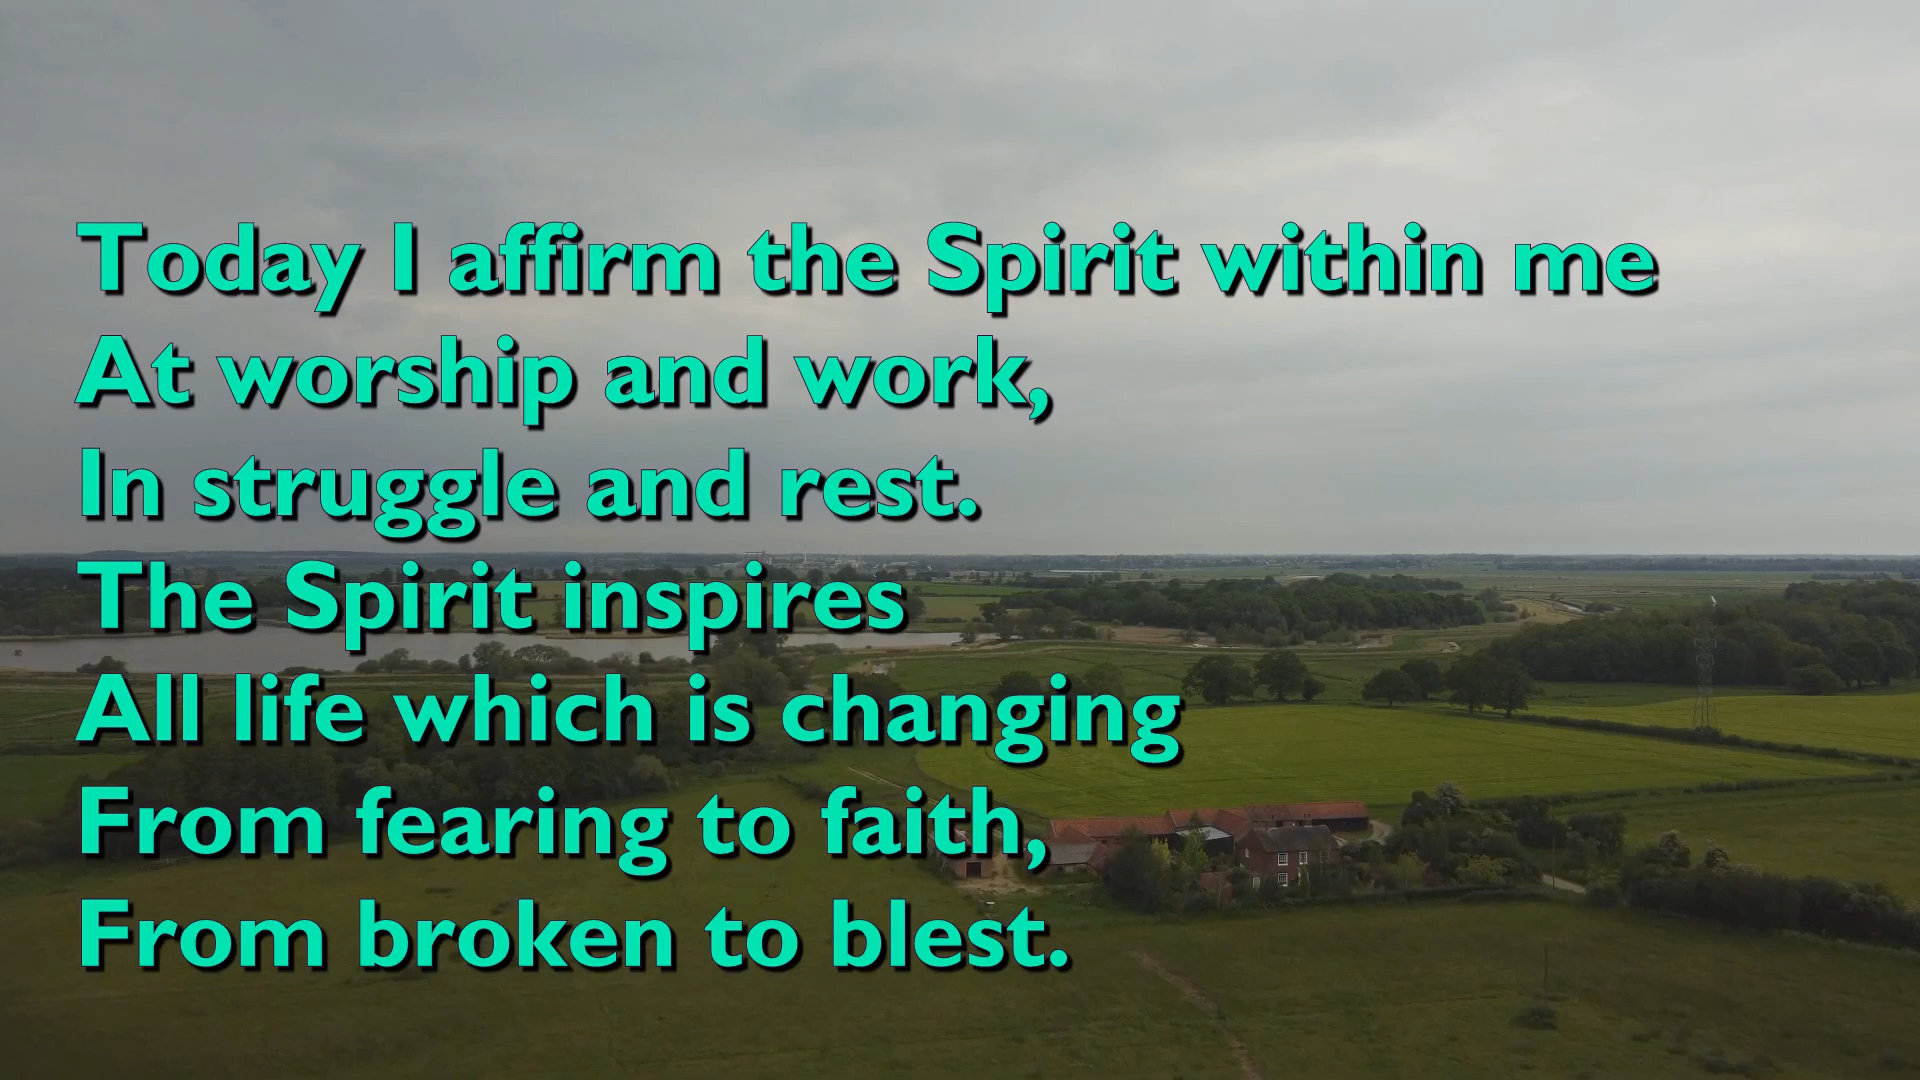 Today I affirm the Spirit within me
At worship and work,
In struggle and rest.
The Spirit inspires
All life which is changing
From fearing to faith,
From broken to blest.